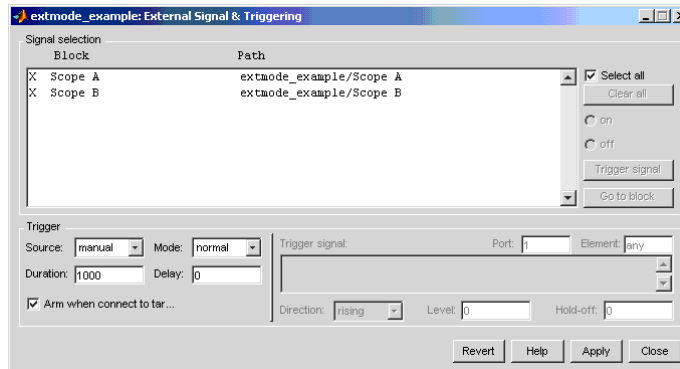 extmode_example: External Signal & Triggering
Signal selection
Block Path
X Scope A extmode_example/Scope A
X Scope B extmode_example/Scope B
Select all
Clear all
on
off
Trigger signal
Go to block
Trigger
Source: manual Mode: normal
Duration: 1000 Delay: 0
Arm when connect to tar...
Trigger signal: Port: 1 Element: any
Direction: rising Level: 0 Hold-off: 0
Revert Help Apply Close